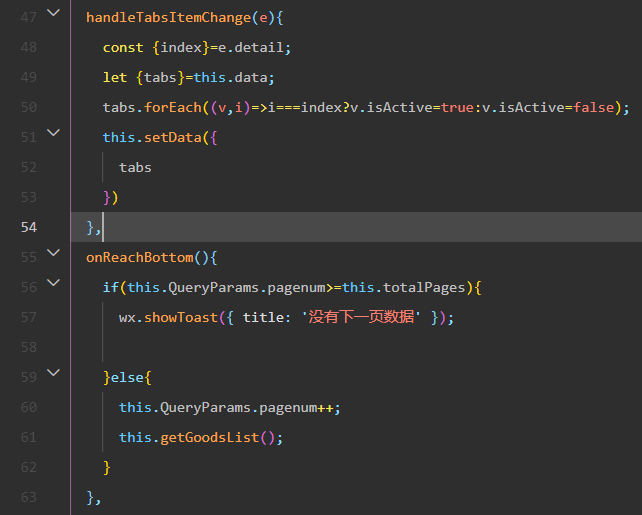 47 handleTabsItemChange(e){
48 const {index}=e.detail;
49 let {tabs}=this.data;
50 tabs.forEach((v,i)=>i===index?v.isActive=true:v.isActive=false);
51 this.setData({
52 tabs
53 })
54 },
55 onReachBottom(){
56 if(this.QueryParams.pagenum>=this.totalPages){
57 wx.showToast({ title: '没有下一页数据' });
58
59 }else{
60 this.QueryParams.pagenum++;
61 this.getGoodsList();
62 }
63 },